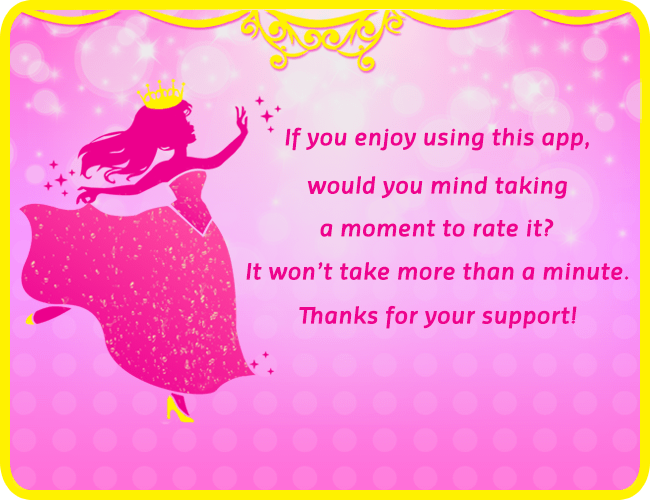 If you enjoy using this app,
would you mind taking
a moment to rate it?
It won't take more than a minute.
Thanks for your support!